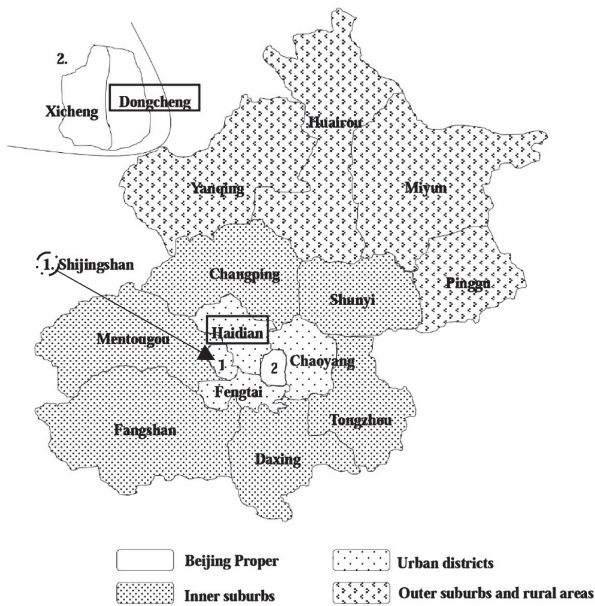 2.
Xicheng
Dongcheng
Huairou
Yanqing
Miyun
1. Shijingshan
Changping
Pinggu
Shunyi
Mentougou
Haidian
Chaoyang
1
2
Fengtai
Tongzhou
Fangshan
Daxing
Beijing Proper
Urban districts
Inner suburbs
Outer suburbs and rural areas